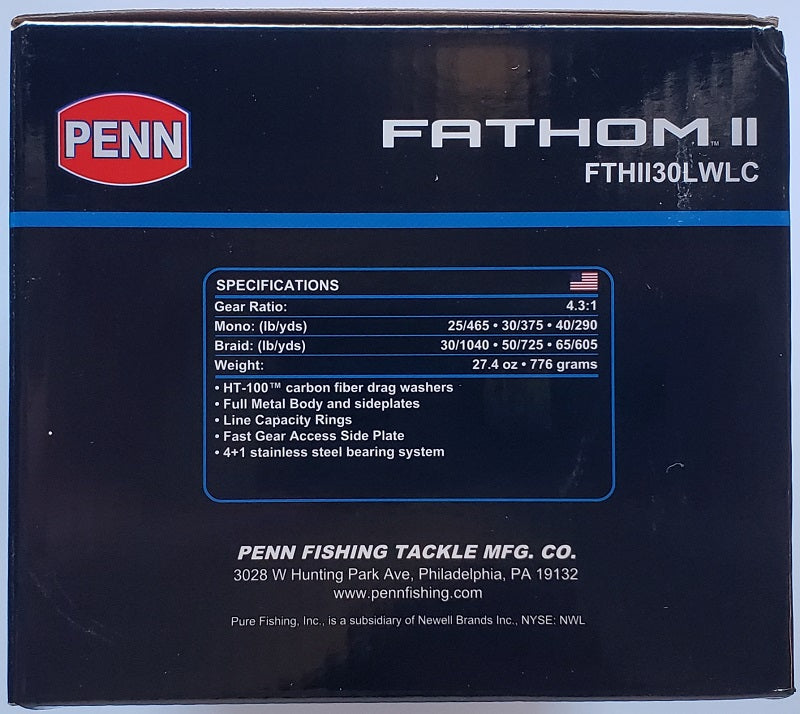 PENN
FATHOM™ II
FTHII30LWLC
SPECIFICATIONS
Gear Ratio: 4.3:1
Mono: (lb/yds) 25/465 • 30/375 • 40/290
Braid: (lb/yds) 30/1040 • 50/725 • 65/605
Weight: 27.4 oz • 776 grams
• HT-100™ carbon fiber drag washers
• Full Metal Body and sideplates
• Line Capacity Rings
• Fast Gear Access Side Plate
• 4+1 stainless steel bearing system
PENN FISHING TACKLE MFG. CO.
3028 W Hunting Park Ave, Philadelphia, PA 19132
www.pennfishing.com
Pure Fishing, Inc., is a subsidiary of Newell Brands Inc., NYSE: NWL